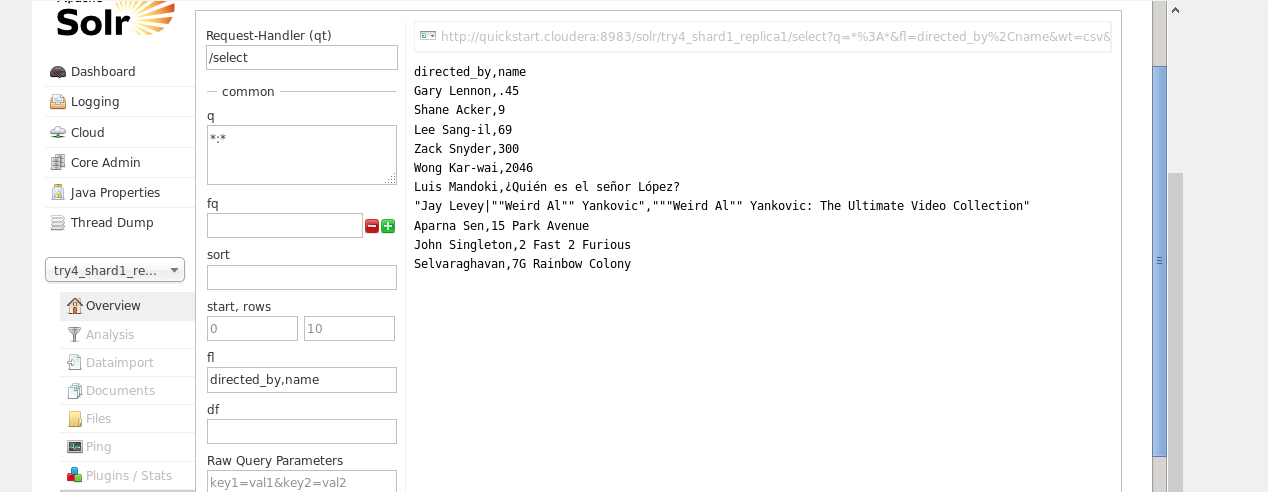 Solr
Dashboard
Logging
Cloud
Core Admin
Java Properties
Thread Dump
try4_shard1_re...
Overview
Analysis
Dataimport
Documents
Files
Ping
Plugins / Stats
Request-Handler (qt)
/select
common
q
*:*
fq
sort
start, rows
0 10
fl
directed_by,name
df
Raw Query Parameters
key1=val1&key2=val2
http://quickstart.cloudera:8983/solr/try4_shard1_replica1/select?q=*%3A*&fl=directed_by%2Cname&wt=csv&
directed_by,name
Gary Lennon,.45
Shane Acker,9
Lee Sang-il,69
Zack Snyder,300
Wong Kar-wai,2046
Luis Mandoki,¿Quién es el señor López?
"Jay Levey|""Weird Al"" Yankovic","""Weird Al"" Yankovic: The Ultimate Video Collection"
Aparna Sen,15 Park Avenue
John Singleton,2 Fast 2 Furious
Selvaraghavan,7G Rainbow Colony